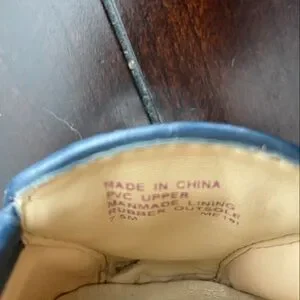 MADE IN CHINA
PVC UPPER
MANMADE LINING
RUBBER OUTSOLE
7.5M